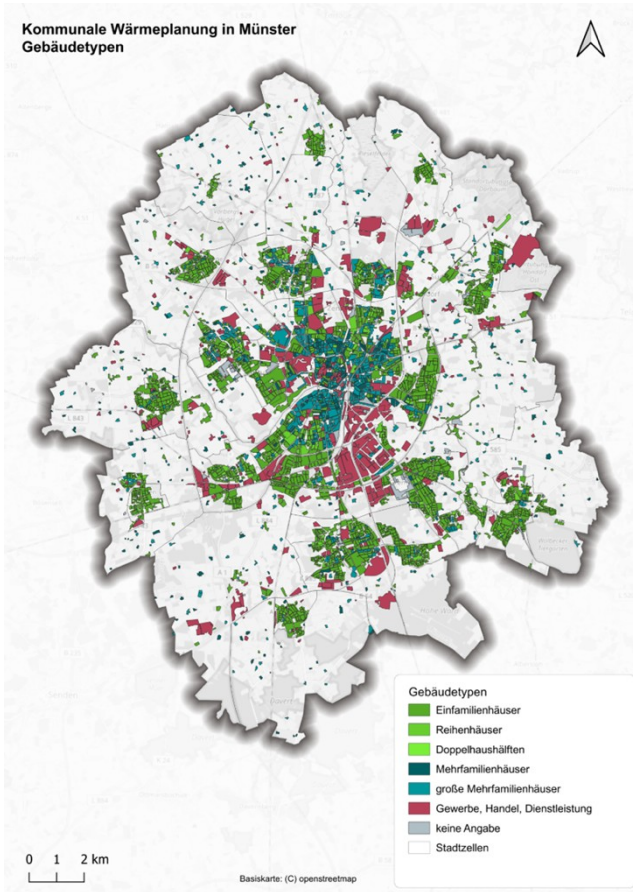 Kommunale Wärmeplanung in Münster
Gebäudetypen
Gebäudetypen
Einfamilienhäuser
Reihenhäuser
Doppelhaushälften
Mehrfamilienhäuser
große Mehrfamilienhäuser
Gewerbe, Handel, Dienstleistung
keine Angabe
Stadtzellen
0 1 2 km
Basiskarte: (C) openstreetmap